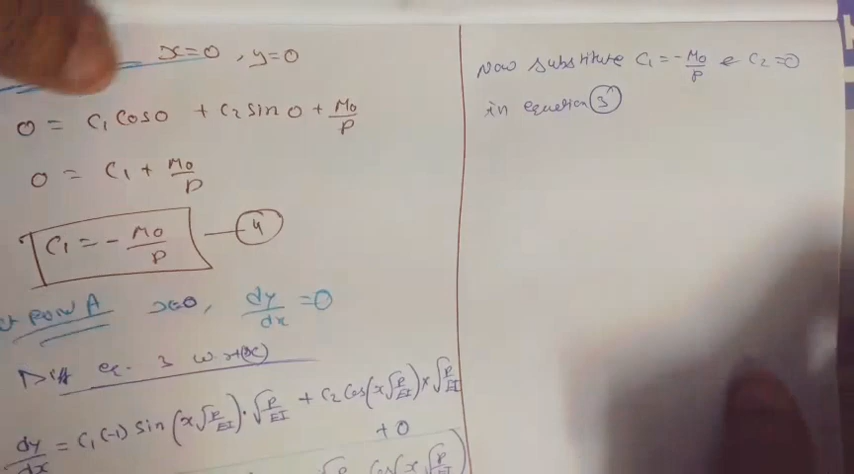 x=0 , y=0
0 = C₁ Cos0 + C₂ Sin 0 + M₀/P
0 = C₁ + M₀/P
C₁ = - M₀/P — 4
Point A x=0, dy/dx = 0
Diff eq. 3 w.r.t(x)
dy/dx = C₁(-1) Sin(x√P/EI)·√P/EI + C₂ Cos(x√P/EI)×√P/EI
+ 0
Cos(x√P/EI)
Now Substitute C₁ = - M₀/P & C₂ = 0
in equation 3